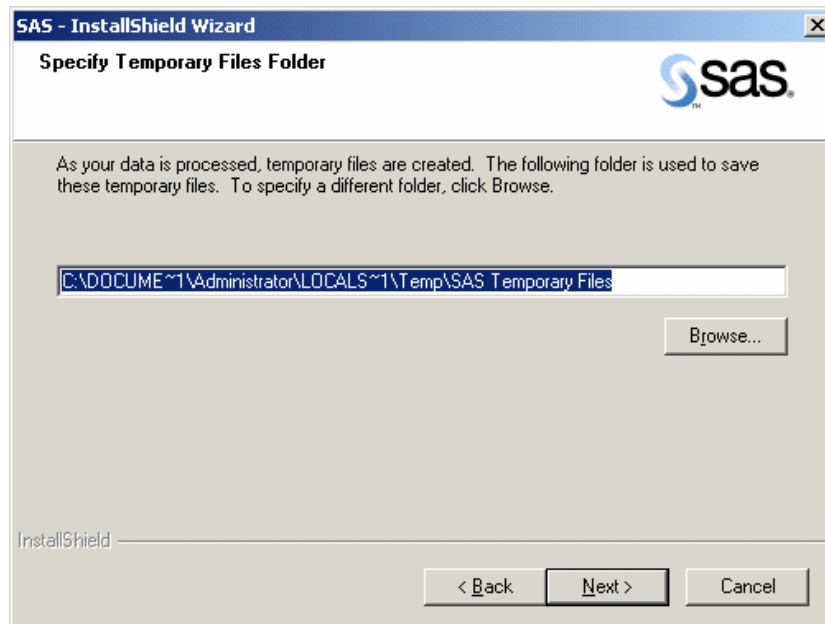 SAS - InstallShield Wizard
Specify Temporary Files Folder
sas
TM
As your data is processed, temporary files are created. The following folder is used to save
these temporary files. To specify a different folder, click Browse.
C:\DOCUME~1\Administrator\LOCALS~1\Temp\SAS Temporary Files
Browse...
InstallShield
< Back
Next >
Cancel